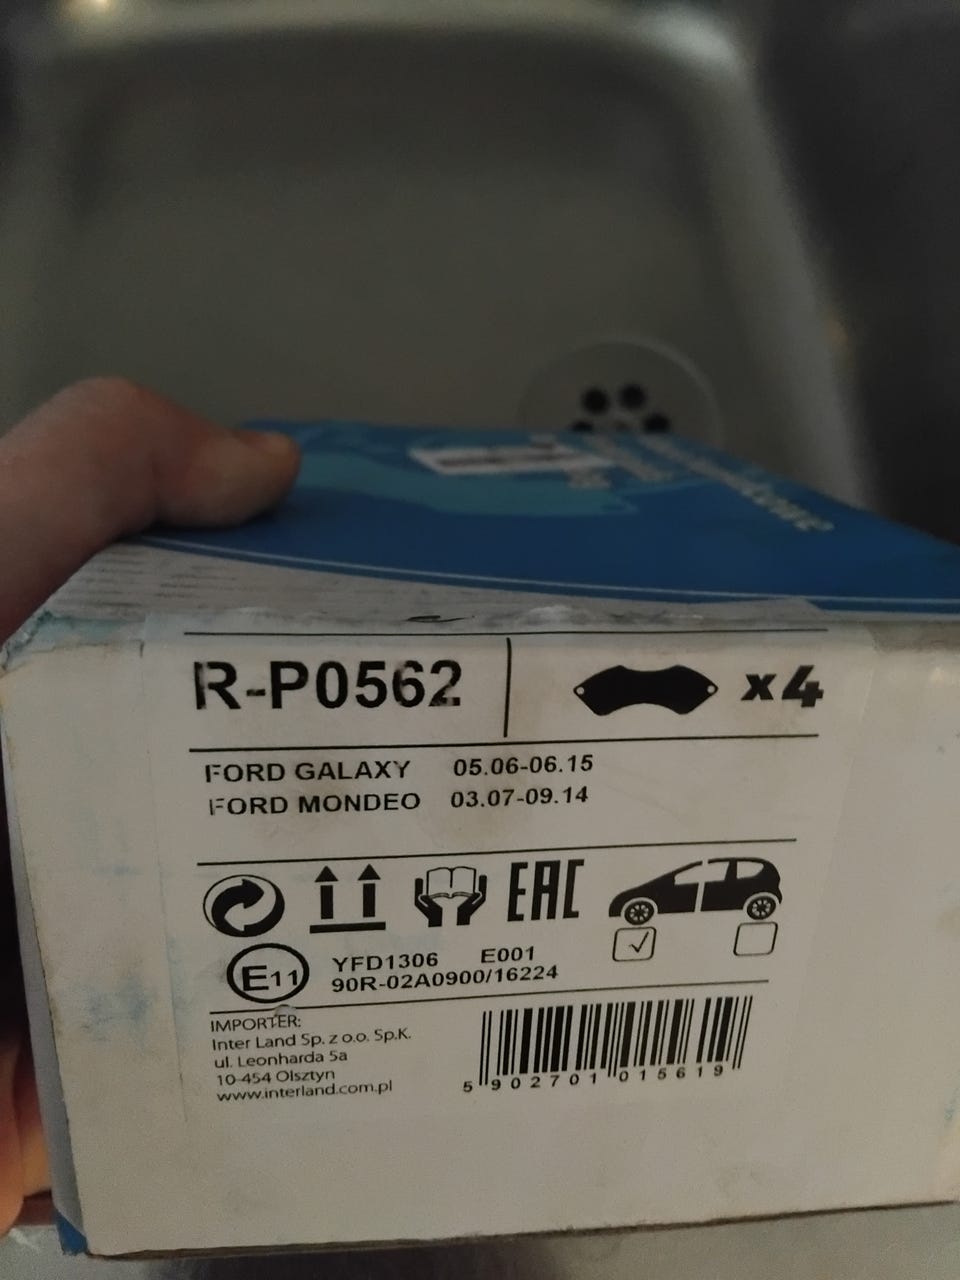 R-P0562 x4
FORD GALAXY 05.06-06.15
FORD MONDEO 03.07-09.14
EAC
E11 YFD1306 E001
90R-02A0900/16224
IMPORTER:
Inter Land Sp. z o.o. Sp.K.
ul. Leonharda 5a
10-454 Olsztyn
www.interland.com.pl
5 902701 015619